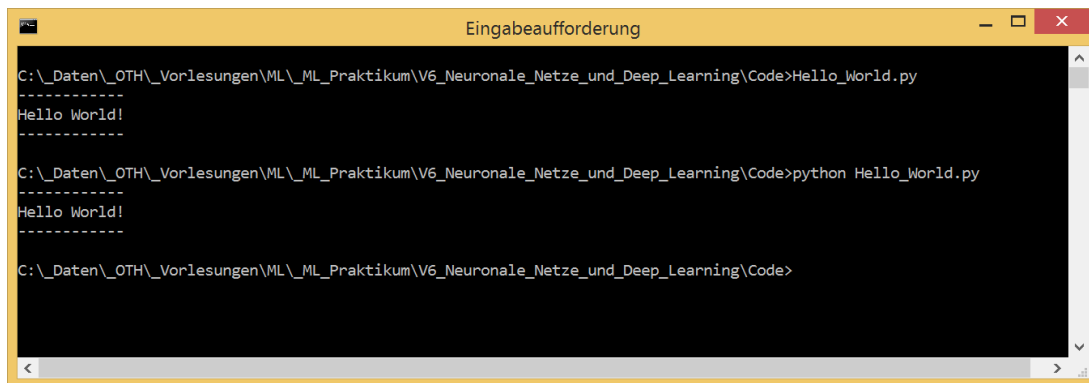 Eingabeaufforderung
C:\_Daten\_OTH\_Vorlesungen\ML\_ML_Praktikum\V6_Neuronale_Netze_und_Deep_Learning\Code>Hello_World.py
------------
Hello World!
------------
C:\_Daten\_OTH\_Vorlesungen\ML\_ML_Praktikum\V6_Neuronale_Netze_und_Deep_Learning\Code>python Hello_World.py
------------
Hello World!
------------
C:\_Daten\_OTH\_Vorlesungen\ML\_ML_Praktikum\V6_Neuronale_Netze_und_Deep_Learning\Code>